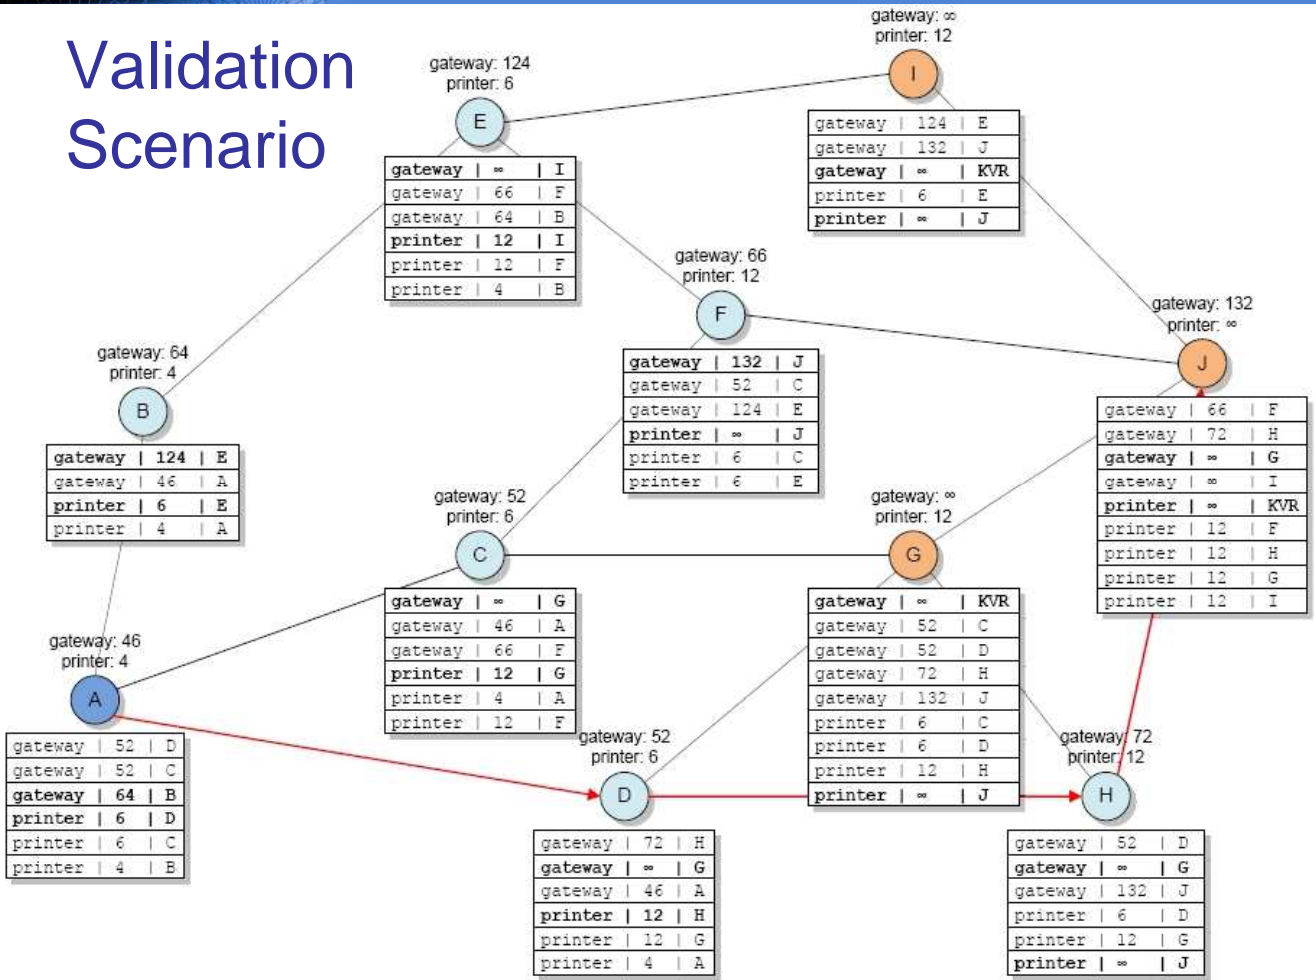 Validation
Scenario
gateway: ∞
printer: 12
I
gateway | 124 | E
gateway | 132 | J
gateway | ∞ | KVR
printer | 6 | E
printer | ∞ | J
gateway: 124
printer: 6
E
gateway | ∞ | I
gateway | 66 | F
gateway | 64 | B
printer | 12 | I
printer | 12 | F
printer | 4 | B
gateway: 66
printer: 12
F
gateway | 132 | J
gateway | 52 | C
gateway | 124 | E
printer | ∞ | J
printer | 6 | C
printer | 6 | E
gateway: 132
printer: ∞
J
gateway | 66 | F
gateway | 72 | H
gateway | ∞ | G
gateway | ∞ | I
printer | ∞ | KVR
printer | 12 | F
printer | 12 | H
printer | 12 | G
printer | 12 | I
gateway: 64
printer: 4
B
gateway | 124 | E
gateway | 46 | A
printer | 6 | E
printer | 4 | A
gateway: 52
printer: 6
C
gateway | ∞ | G
gateway | 46 | A
gateway | 66 | F
printer | 12 | G
printer | 4 | A
printer | 12 | F
gateway: ∞
printer: 12
G
gateway | ∞ | KVR
gateway | 52 | C
gateway | 52 | D
gateway | 72 | H
gateway | 132 | J
printer | 6 | C
printer | 6 | D
printer | 12 | H
printer | ∞ | J
gateway: 46
printer: 4
A
gateway | 52 | D
gateway | 52 | C
gateway | 64 | B
printer | 6 | D
printer | 6 | C
printer | 4 | B
gateway: 52
printer: 6
D
gateway | 72 | H
gateway | ∞ | G
gateway | 46 | A
printer | 12 | H
printer | 12 | G
printer | 4 | A
gateway: 72
printer: 12
H
gateway | 52 | D
gateway | ∞ | G
gateway | 132 | J
printer | 6 | D
printer | 12 | G
printer | ∞ | J